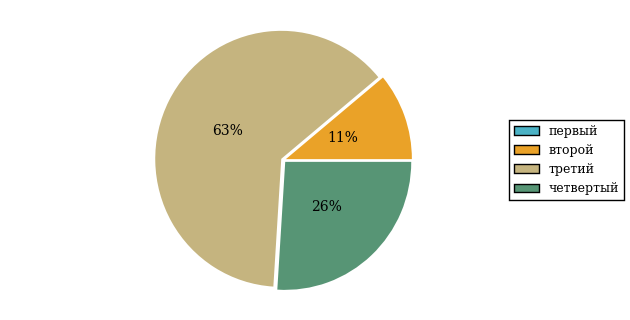 63%
11%
26%
первый
второй
третий
четвертый